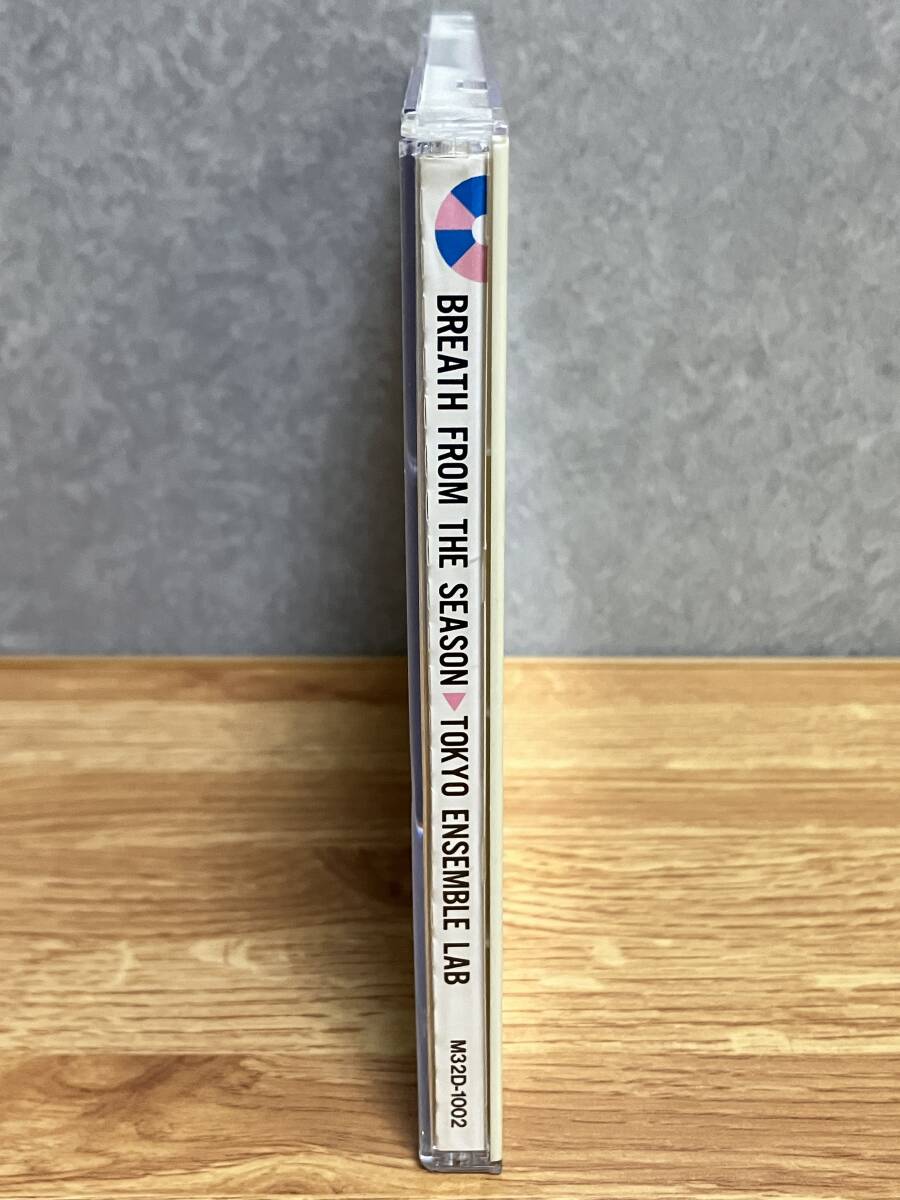 BREATH FROM THE SEASON▶TOKYO ENSEMBLE LAB
M32D-1002